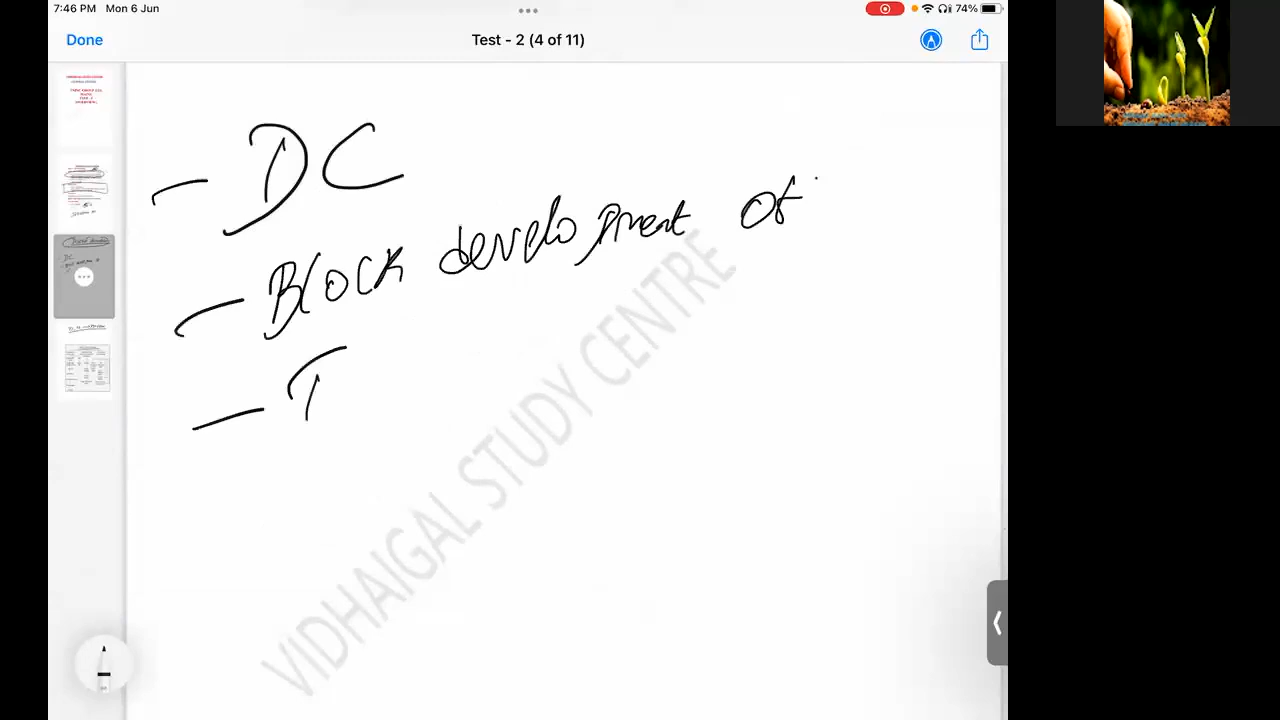 7:46 PM Mon 6 Jun
74%
Done
Test - 2 (4 of 11)
- DC
- Block development of
- T
VIDHAIGAL STUDY CENTRE